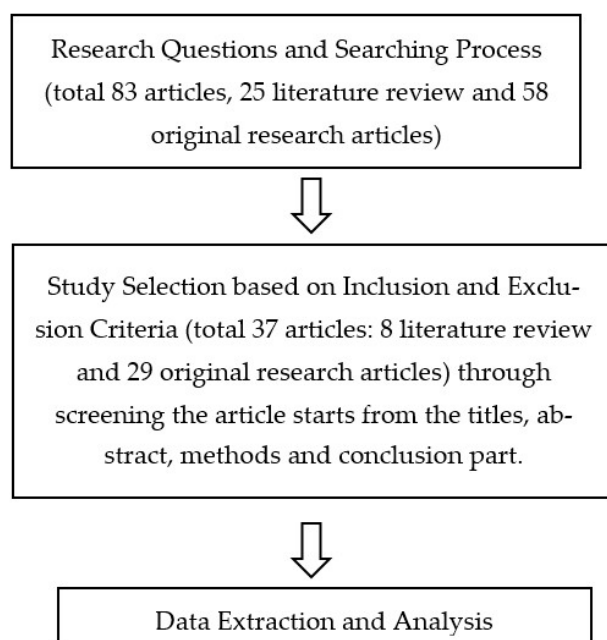 Research Questions and Searching Process
(total 83 articles, 25 literature review and 58
original research articles)
Study Selection based on Inclusion and Exclu-
sion Criteria (total 37 articles: 8 literature review
and 29 original research articles) through
screening the article starts from the titles, ab-
stract, methods and conclusion part.
Data Extraction and Analysis